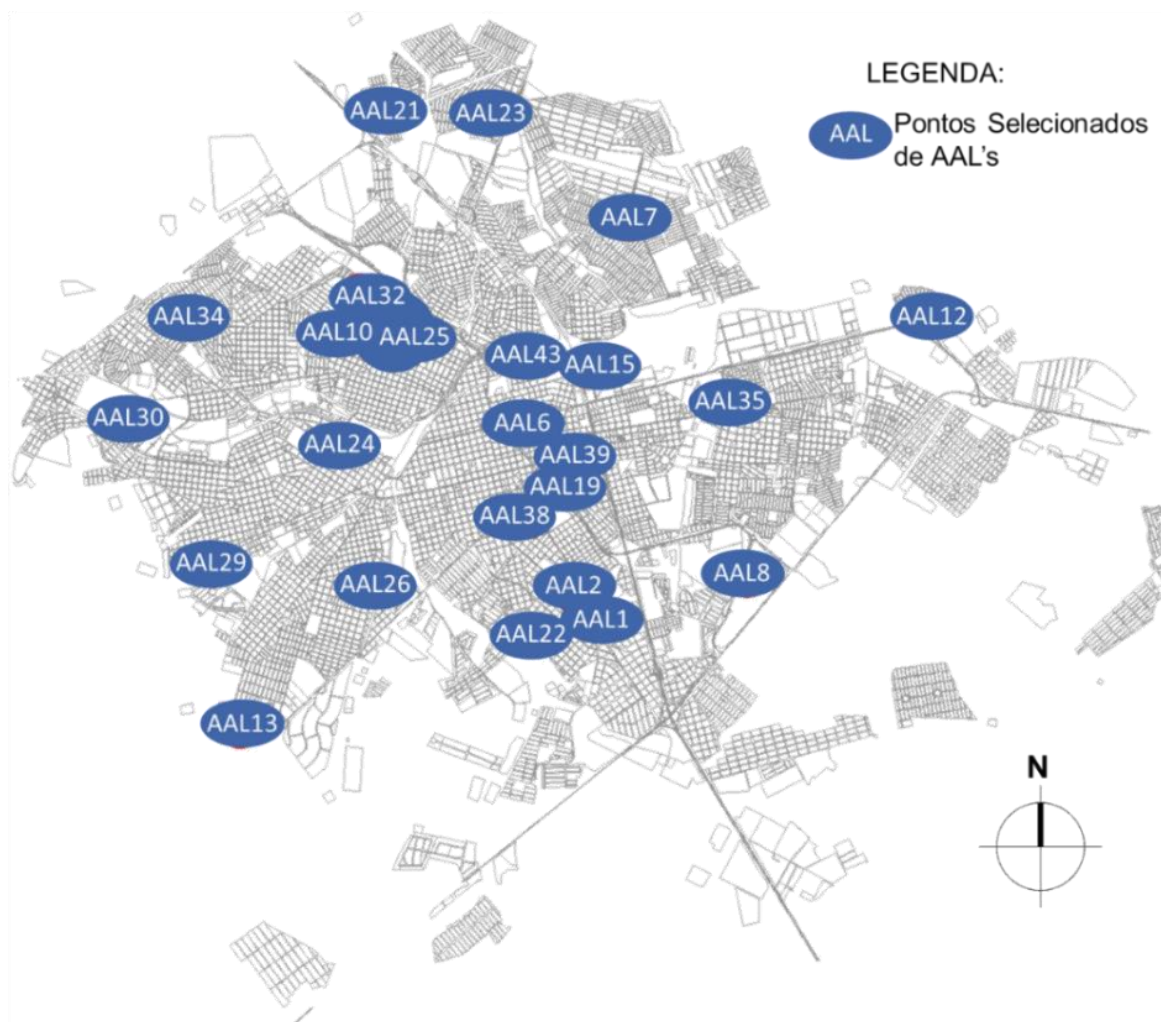 LEGENDA:
AAL
Pontos Selecionados
de AAL's
AAL21
AAL23
AAL7
AAL32
AAL34
AAL10
AAL25
AAL12
AAL43
AAL15
AAL35
AAL30
AAL6
AAL24
AAL39
AAL19
AAL38
AAL29
AAL26
AAL2
AAL8
AAL1
AAL22
AAL13
N